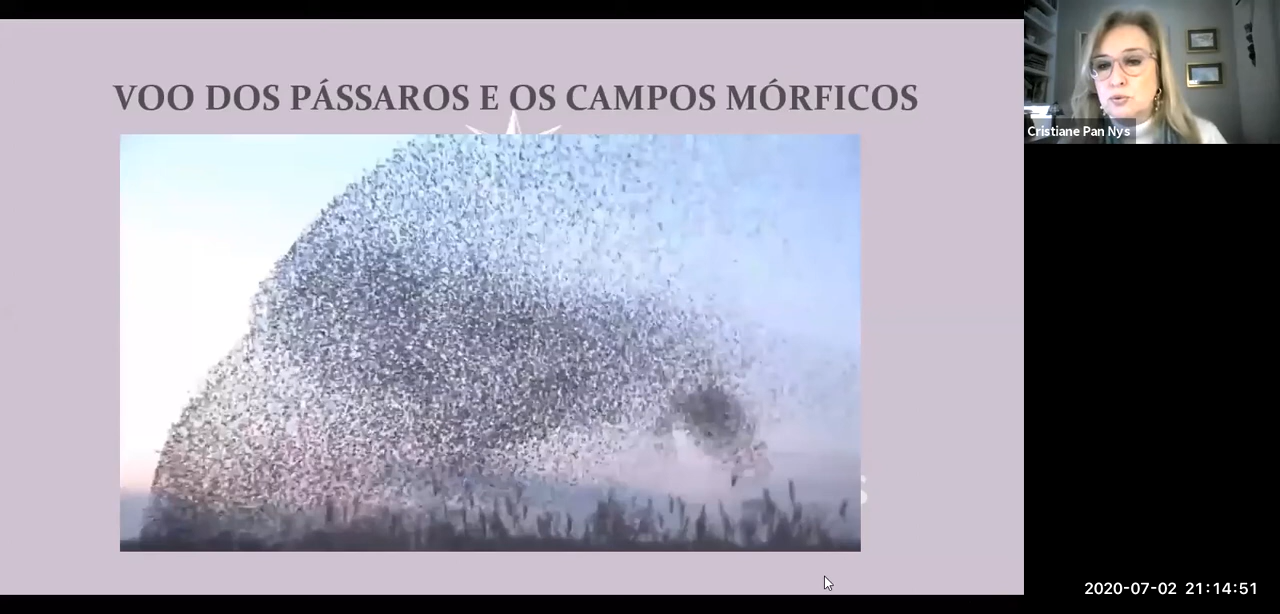 VOO DOS PÁSSAROS E OS CAMPOS MÓRFICOS
Cristiane Pan Nys
2020-07-02 21:14:51